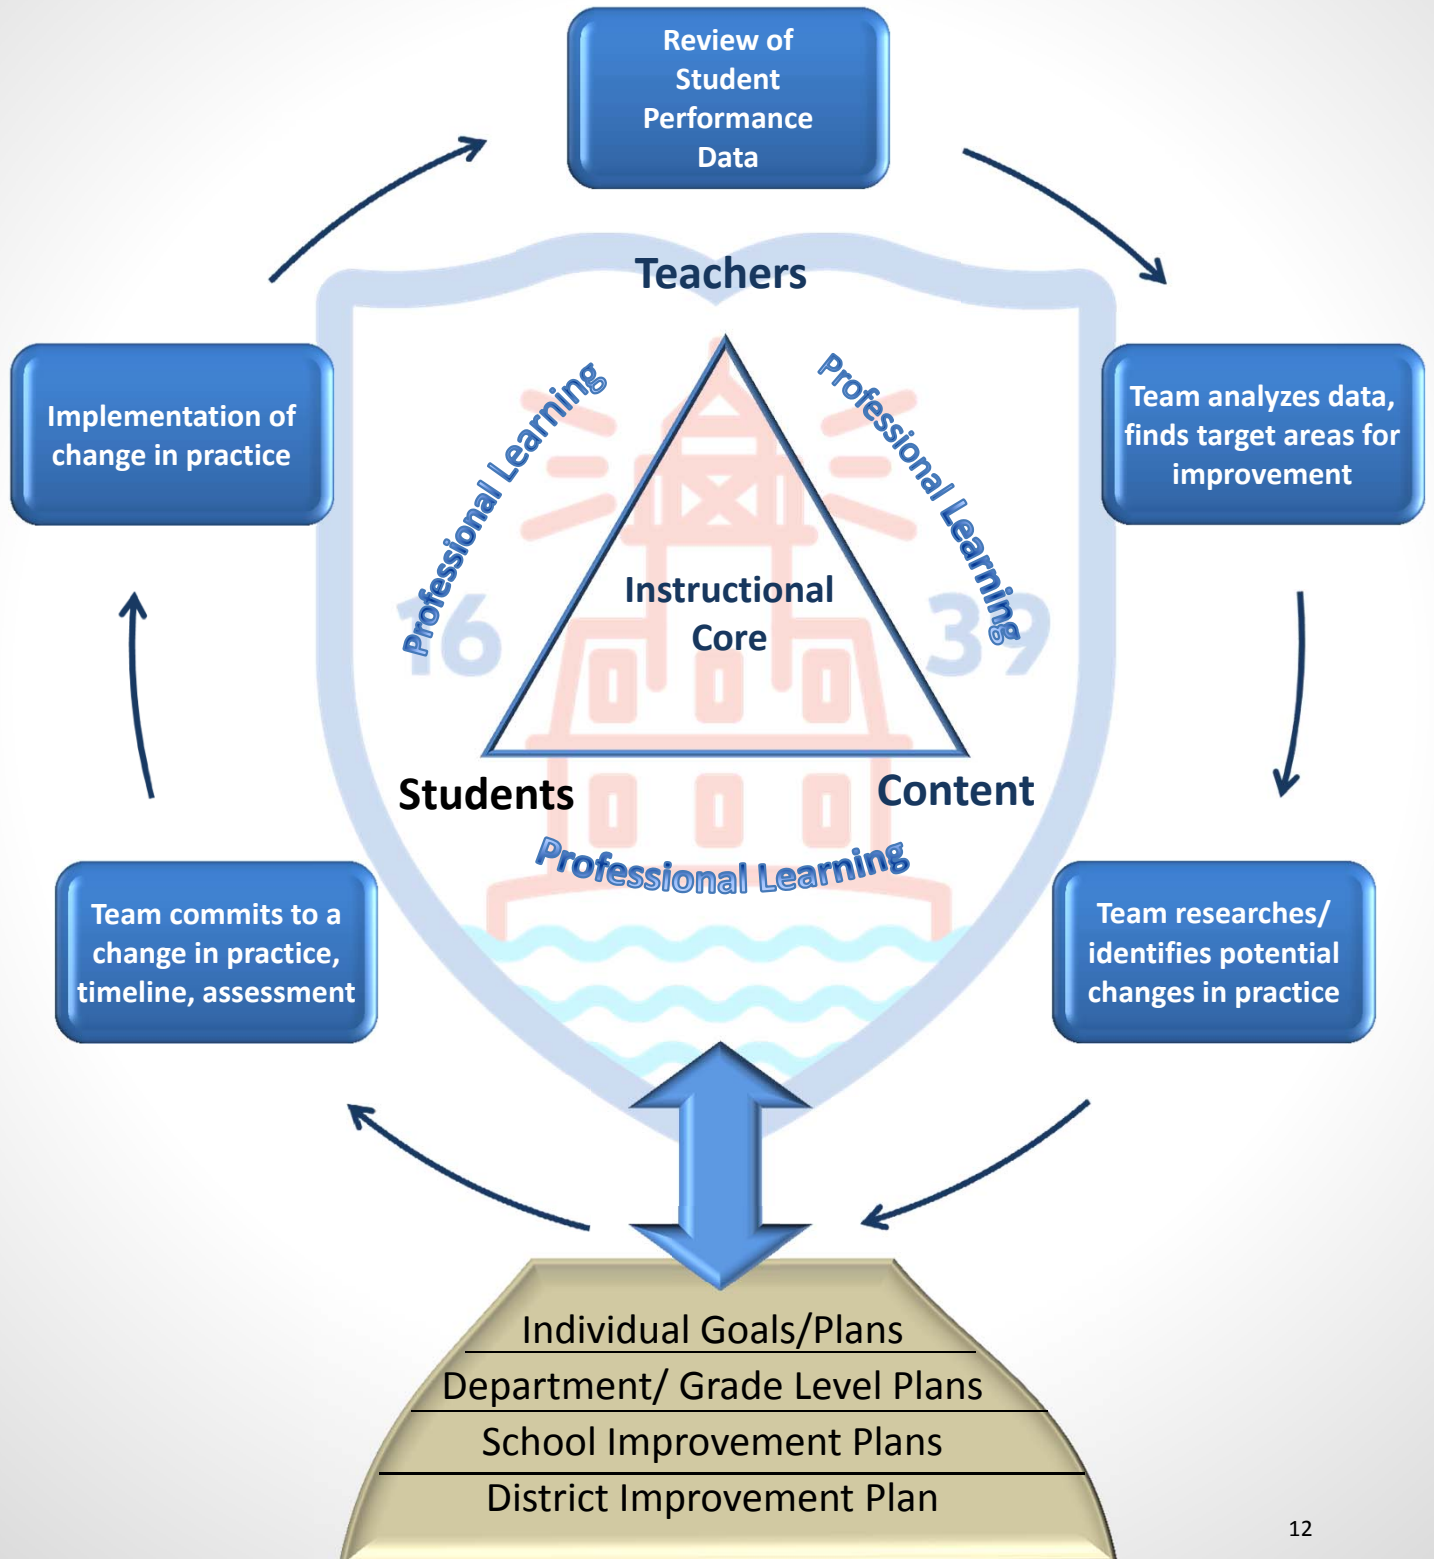 Review of
Student
Performance
Data
Teachers
Professional Learning
Professional Learning
Implementation of
change in practice
Team analyzes data,
finds target areas for
improvement
Instructional
Core
16
39
Students
Content
Professional Learning
Team commits to a
change in practice,
timeline, assessment
Team researches/
identifies potential
changes in practice
Individual Goals/Plans
Department/ Grade Level Plans
School Improvement Plans
District Improvement Plan
12